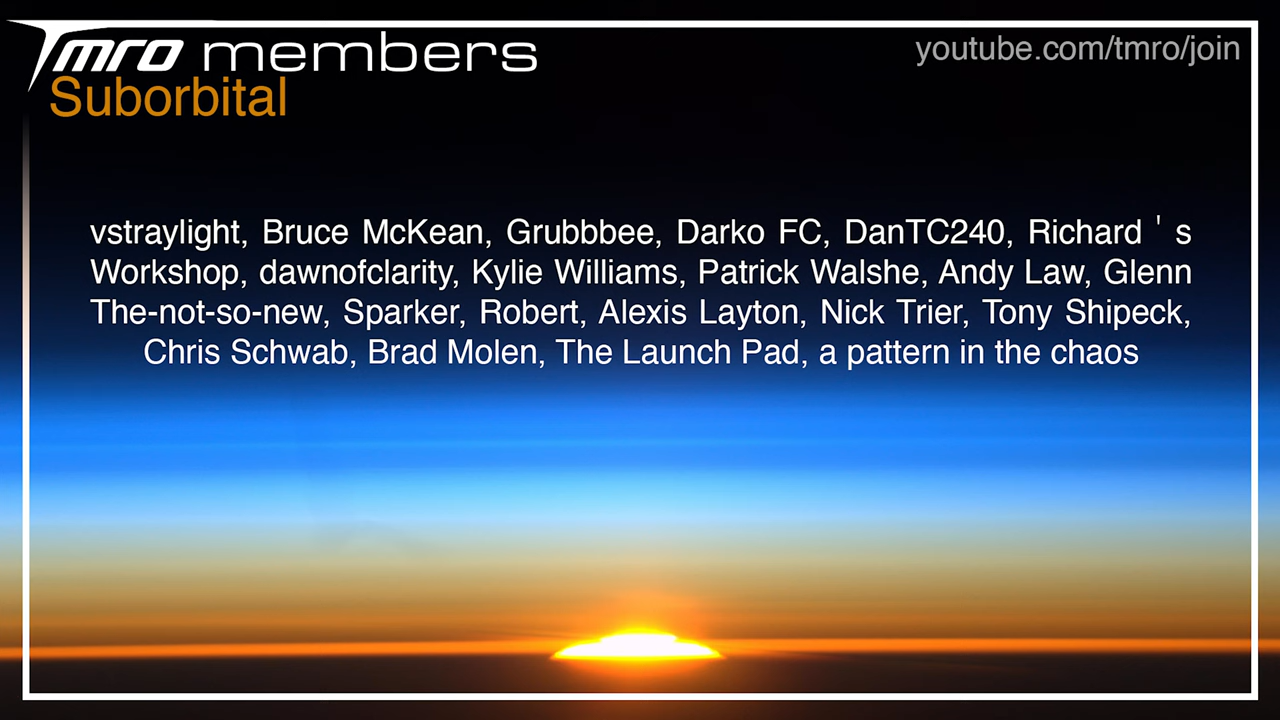 Tmro members
youtube.com/tmro/join
Suborbital
vstraylight, Bruce McKean, Grubbbee, Darko FC, DanTC240, Richard ' s
Workshop, dawnofclarity, Kylie Williams, Patrick Walshe, Andy Law, Glenn
The-not-so-new, Sparker, Robert, Alexis Layton, Nick Trier, Tony Shipeck,
Chris Schwab, Brad Molen, The Launch Pad, a pattern in the chaos